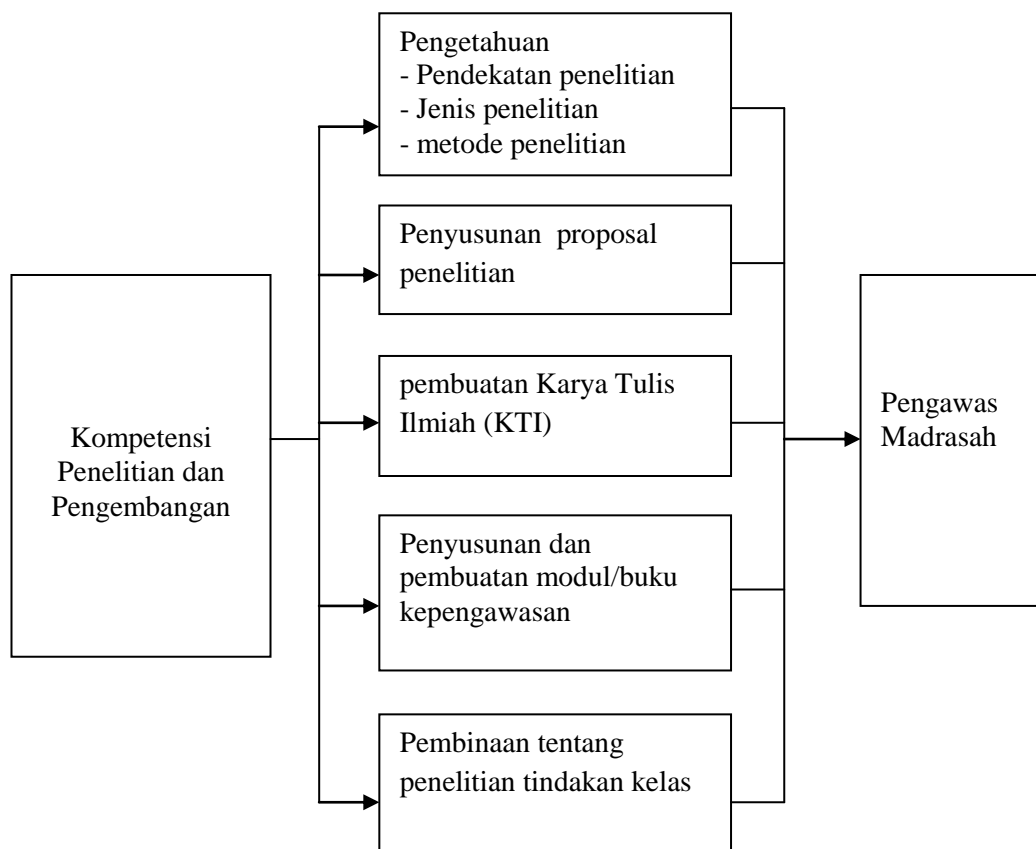 Kompetensi
Penelitian dan
Pengembangan
Pengetahuan
- Pendekatan penelitian
- Jenis penelitian
- metode penelitian
Penyusunan  proposal
penelitian
pembuatan Karya Tulis
Ilmiah (KTI)
Penyusunan dan
pembuatan modul/buku
kepengawasan
Pembinaan tentang
penelitian tindakan kelas
Pengawas
Madrasah